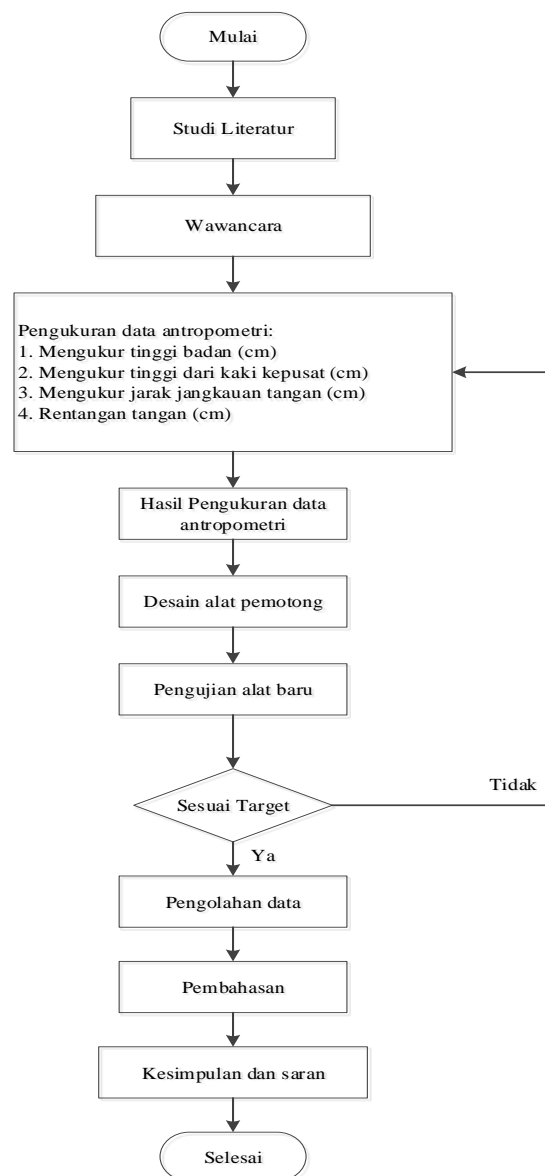 Mulai
Studi Literatur
Wawancara
Pengukuran data antropometri:
1. Mengukur tinggi badan (cm)
2. Mengukur tinggi dari kaki kepusat (cm)
3. Mengukur jarak jangkauan tangan (cm)
4. Rentangan tangan (cm)
Hasil Pengukuran data
antropometri
Desain alat pemotong
Pengujian alat baru
Sesuai Target
Tidak
Ya
Pengolahan data
Pembahasan
Kesimpulan dan saran
Selesai